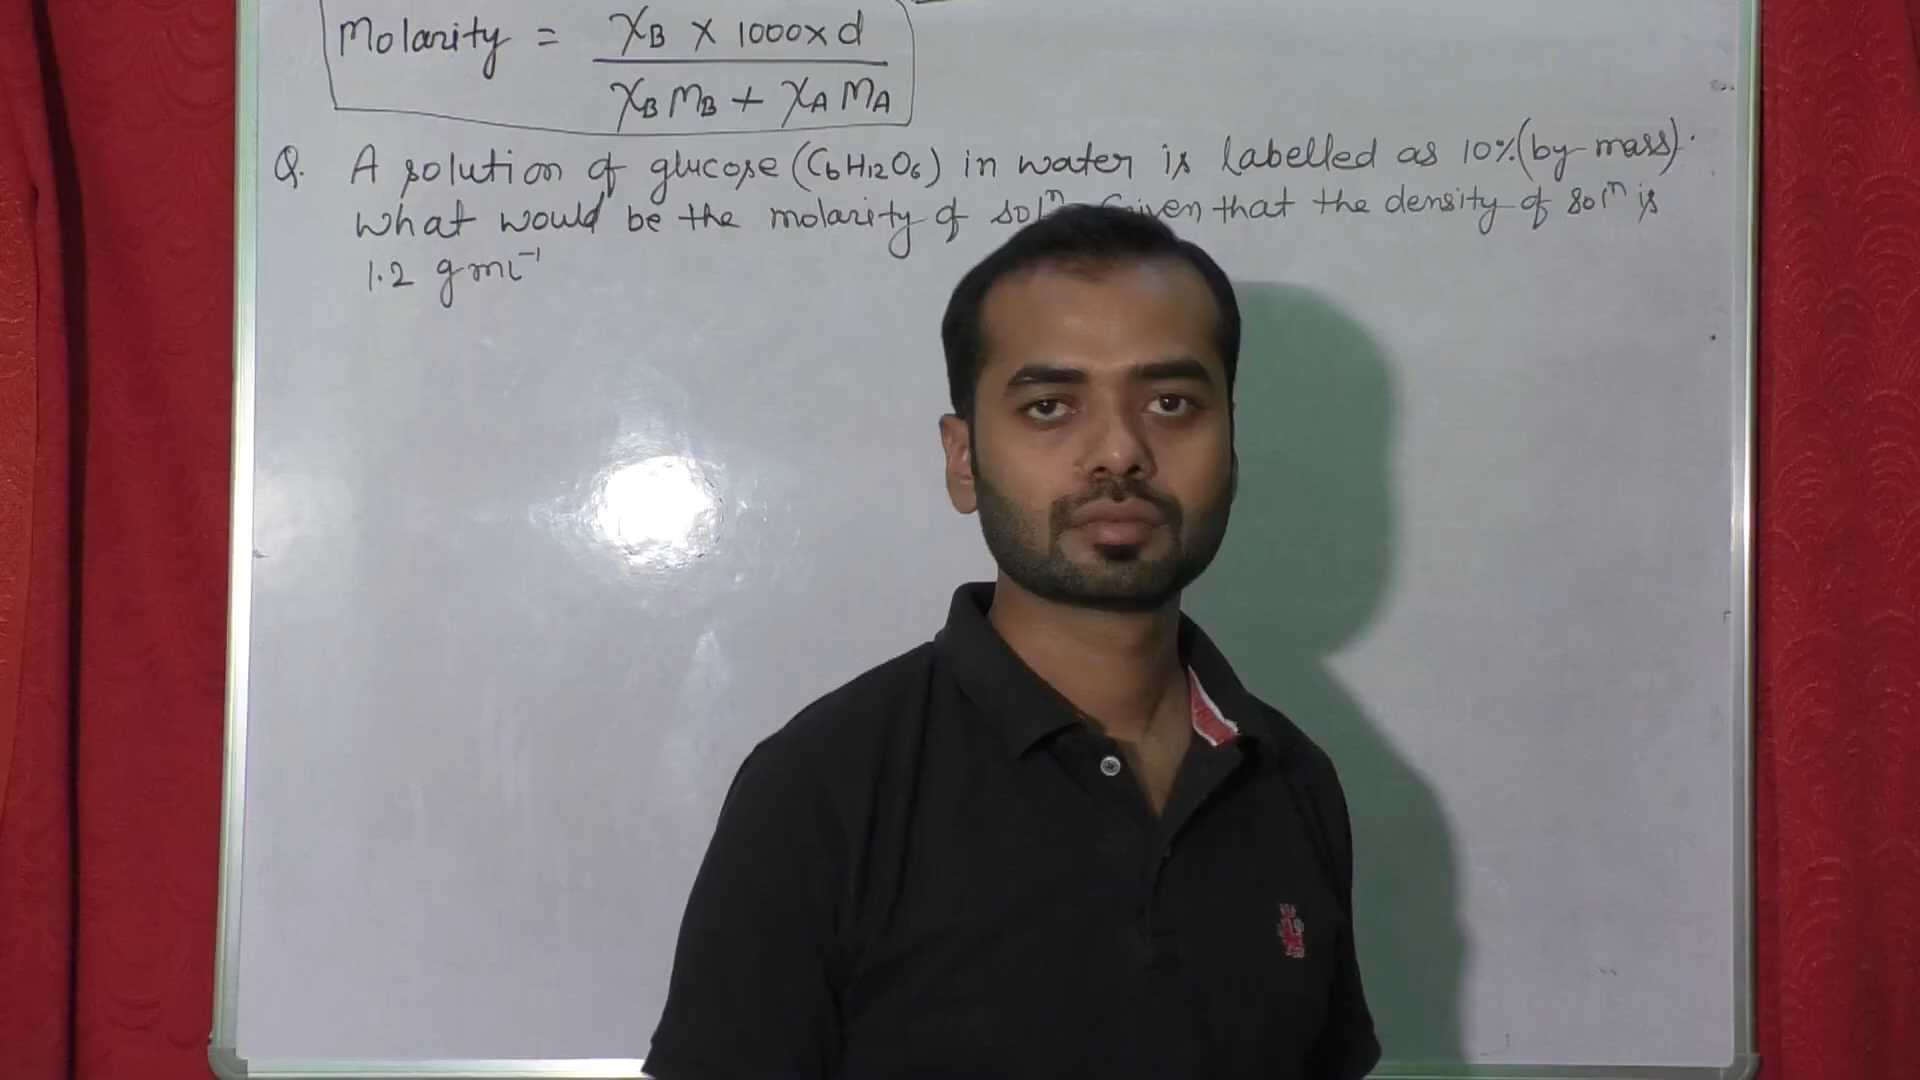 Molarity = χB × 1000 × d
χB MB + χA MA
Q. A solution of glucose (C6H12O6) in water is labelled as 10% (by mass).
What would be the molarity of solⁿ. Given that the density of solⁿ is
1.2 g mL⁻¹